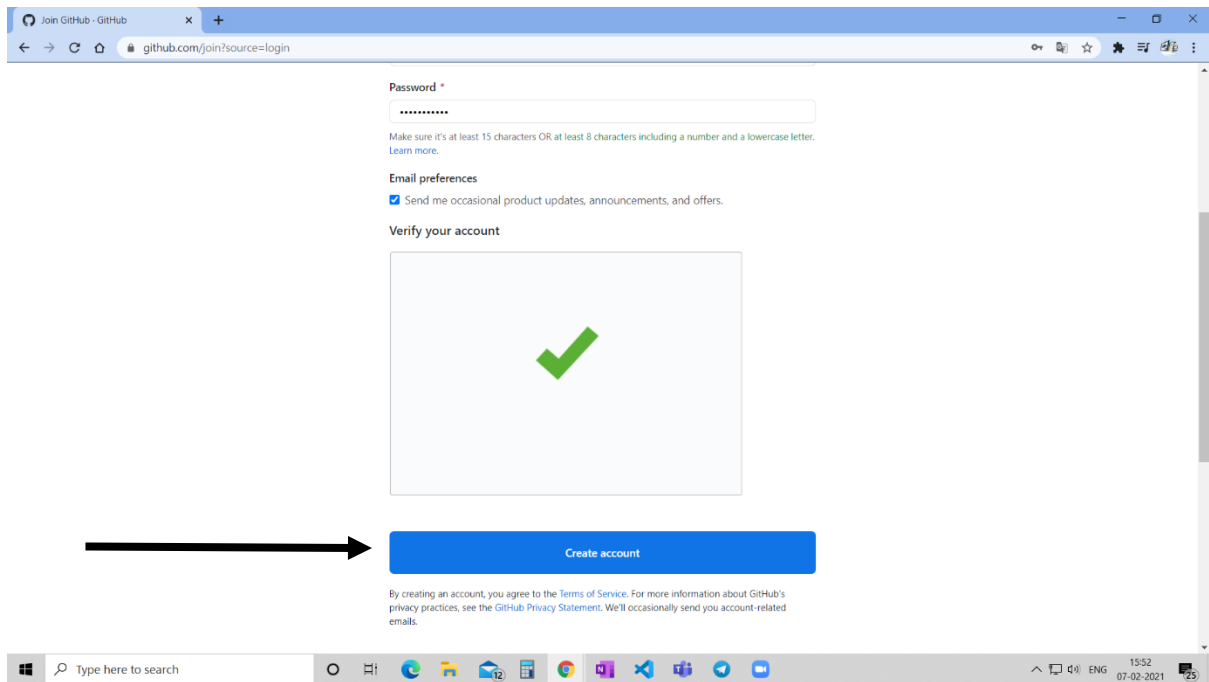 Join GitHub · GitHub
github.com/join?source=login
Password *
Make sure it's at least 15 characters OR at least 8 characters including a number and a lowercase letter.
Learn more.
Email preferences
Send me occasional product updates, announcements, and offers.
Verify your account
Create account
By creating an account, you agree to the Terms of Service. For more information about GitHub's
privacy practices, see the GitHub Privacy Statement. We'll occasionally send you account-related
emails.
Type here to search
12
ENG
15:52
07-02-2021
25